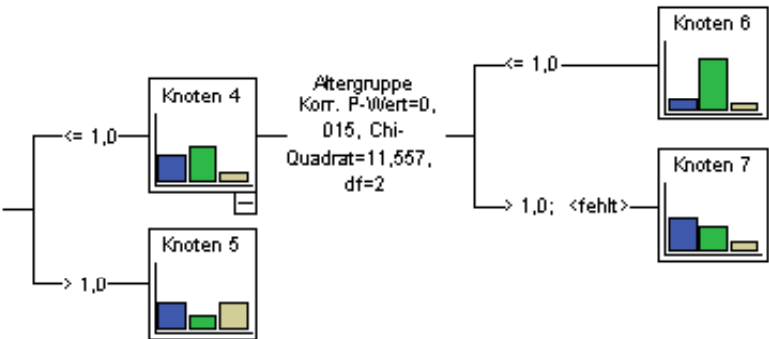 Knoten 4
<= 1,0
Knoten 5
> 1,0
Altergruppe
Korr. P-Wert=0,
015, Chi-
Quadrat=11,557,
df=2
Knoten 6
<= 1,0
Knoten 7
> 1,0; <fehlt>